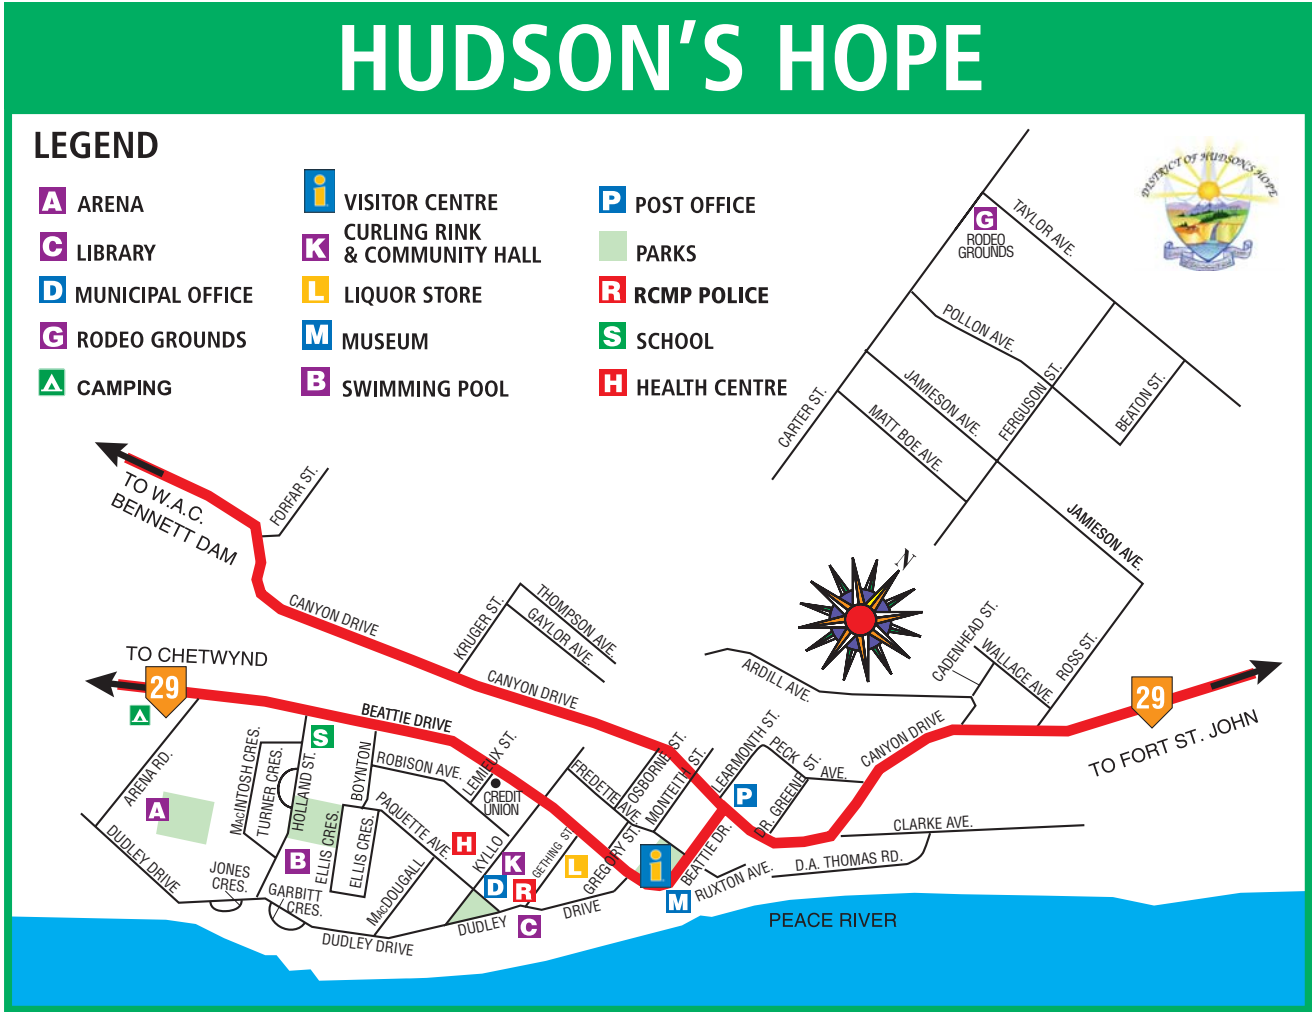 HUDSON'S HOPE
LEGEND
A ARENA
C LIBRARY
D MUNICIPAL OFFICE
G RODEO GROUNDS
CAMPING
i VISITOR CENTRE
K CURLING RINK
& COMMUNITY HALL
L LIQUOR STORE
M MUSEUM
B SWIMMING POOL
P POST OFFICE
PARKS
R RCMP POLICE
S SCHOOL
H HEALTH CENTRE
DISTRICT OF HUDSON'S HOPE
G
RODEO
GROUNDS
TAYLOR AVE.
POLLON AVE.
JAMIESON AVE.
MATT BOE AVE.
CARTER ST.
FERGUSON ST.
BEATON ST.
JAMIESON AVE.
N
TO W.A.C.
BENNETT DAM
FORFAR ST.
CANYON DRIVE
KRUGER ST.
THOMPSON AVE.
GAYLOR AVE.
CANYON DRIVE
ARDILL AVE.
CADENHEAD ST.
WALLACE AVE.
ROSS ST.
TO CHETWYND
29
29
TO FORT ST. JOHN
CANYON DRIVE
BEATTIE DRIVE
ARENA RD.
A
MACINTOSH CRES.
TURNER CRES.
S
HOLLAND ST.
BOYNTON
ROBISON AVE.
LEMIEUX ST.
CREDIT
UNION
PAQUETTE AVE.
ELLIS CRES.
ELLIS CRES.
B
H
KYLLO
K
D
R
C
GETHING ST.
L
FREDETTE AVE.
OSBORNE ST.
MONTEITH ST.
GREGORY ST.
LEARMONTH ST.
PECK AVE.
P
DR. GREENE ST.
CLARKE AVE.
D.A. THOMAS RD.
RUXTON AVE.
BEATTIE DR.
i
M
DUDLEY DRIVE
JONES
CRES.
GARBITT
CRES.
MACDOUGALL
DUDLEY DRIVE
DUDLEY DRIVE
PEACE RIVER